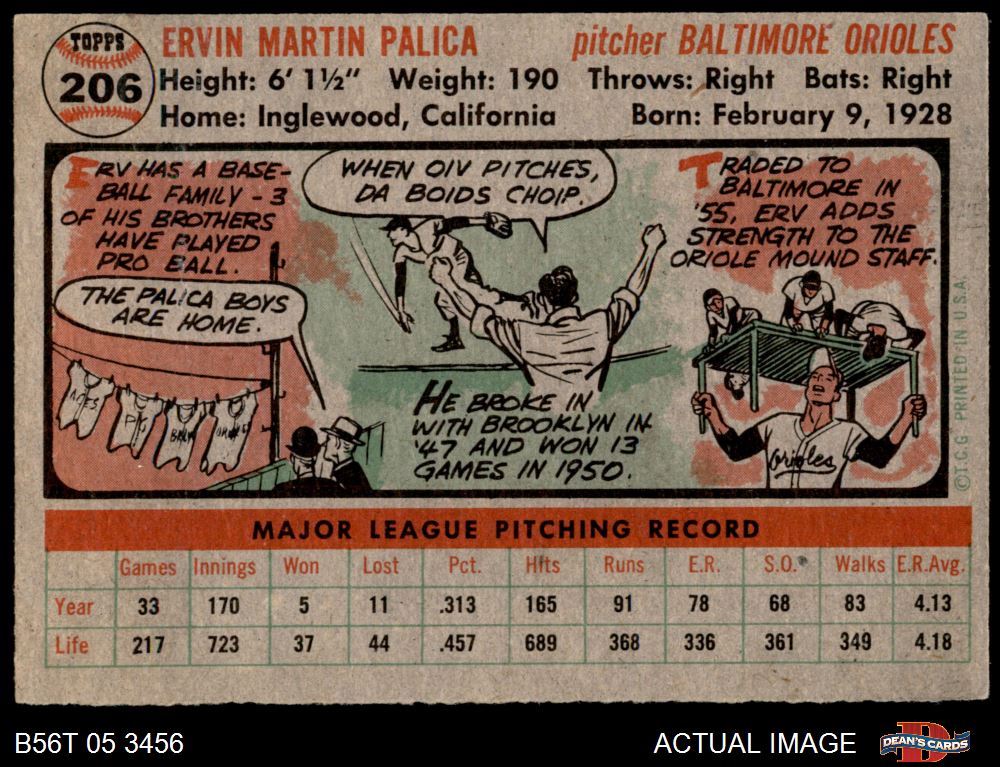 TOPPS
206
ERVIN MARTIN PALICA pitcher BALTIMORE ORIOLES
Height: 6' 1½" Weight: 190 Throws: Right Bats: Right
Home: Inglewood, California Born: February 9, 1928
ERV HAS A BASE-
BALL FAMILY - 3
OF HIS BROTHERS
HAVE PLAYED
PRO BALL.
THE PALICA BOYS
ARE HOME.
ACES
WHEN OIV PITCHES,
DA BOIDS CHOIP.
HE BROKE IN
WITH BROOKLYN IN
'47 AND WON 13
GAMES IN 1950.
TRADED TO
BALTIMORE IN
'55, ERV ADDS
STRENGTH TO THE
ORIOLE MOUND STAFF.
Orioles
© T.C.G. PRINTED IN U.S.A.
MAJOR LEAGUE PITCHING RECORD
Games Innings Won Lost Pct. Hits Runs E.R. S.O. Walks E.R.Avg.
Year 33 170 5 11 .313 165 91 78 68 83 4.13
Life 217 723 37 44 .457 689 368 336 361 349 4.18
B56T 05 3456 ACTUAL IMAGE
D
DEAN'S CARDS